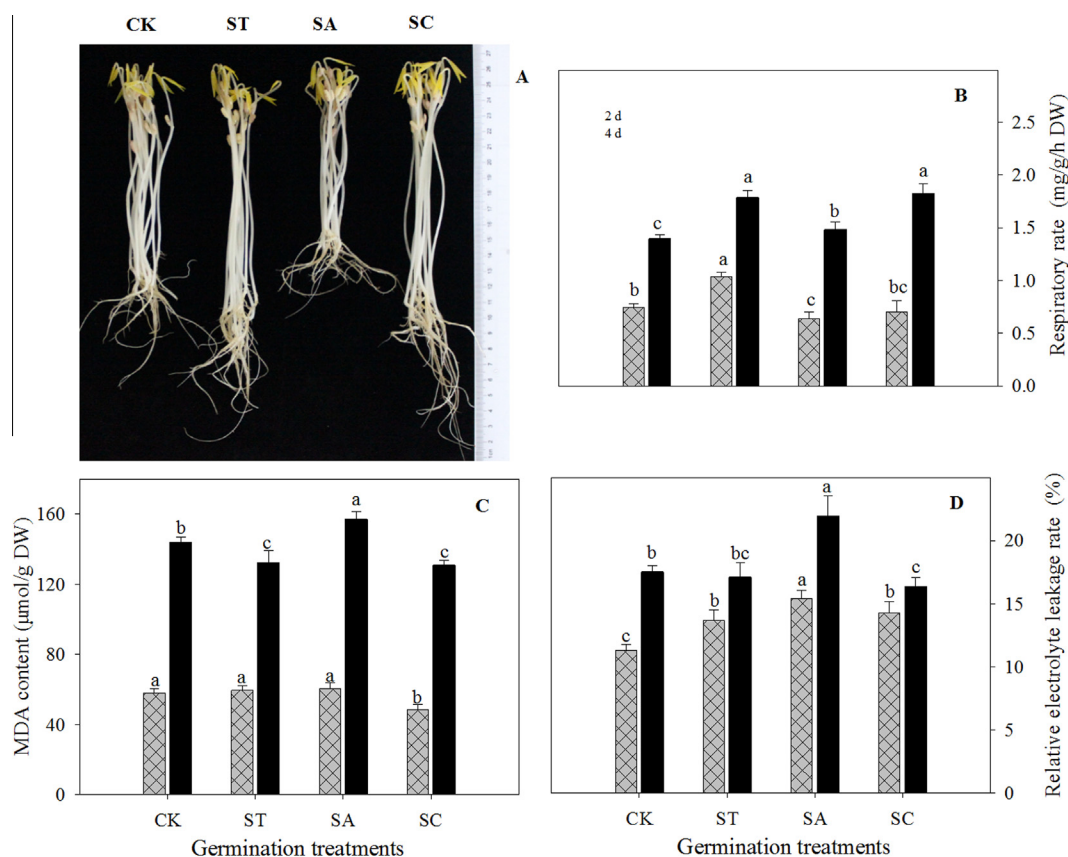 CK ST SA SC
A
B
2 d
4 d
2.5
2.0
1.5
1.0
0.5
0.0
Respiratory rate (mg/g/h DW)
c
a
b
a
b
a
c
bc
C
160
120
80
40
0
MDA content (μmol/g DW)
b
c
a
c
a
a
a
b
CK ST SA SC
Germination treatments
D
20
15
10
5
0
Relative electrolyte leakage rate (%)
b
bc
a
c
c
b
a
b
CK ST SA SC
Germination treatments